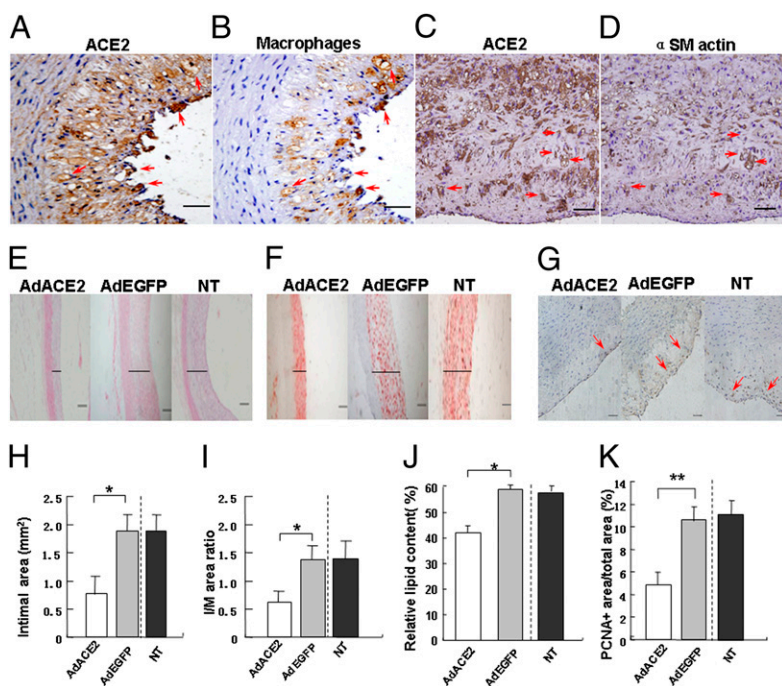 A B C D
ACE2 Macrophages ACE2 α SM actin
E F G
AdACE2 AdEGFP NT AdACE2 AdEGFP NT AdACE2 AdEGFP NT
H I J K
Intimal area (mm²)
2.5
2.0
1.5
1.0
0.5
0
*
AdACE2 AdEGFP NT
I/M area ratio
2.5
2.0
1.5
1.0
0.5
0
*
AdACE2 AdEGFP NT
Relative lipid content( %)
60
50
40
30
20
10
0
*
AdACE2 AdEGFP NT
PCNA+ area/total area (%)
12
10
8
6
4
2
0
**
AdACE2 AdEGFP NT